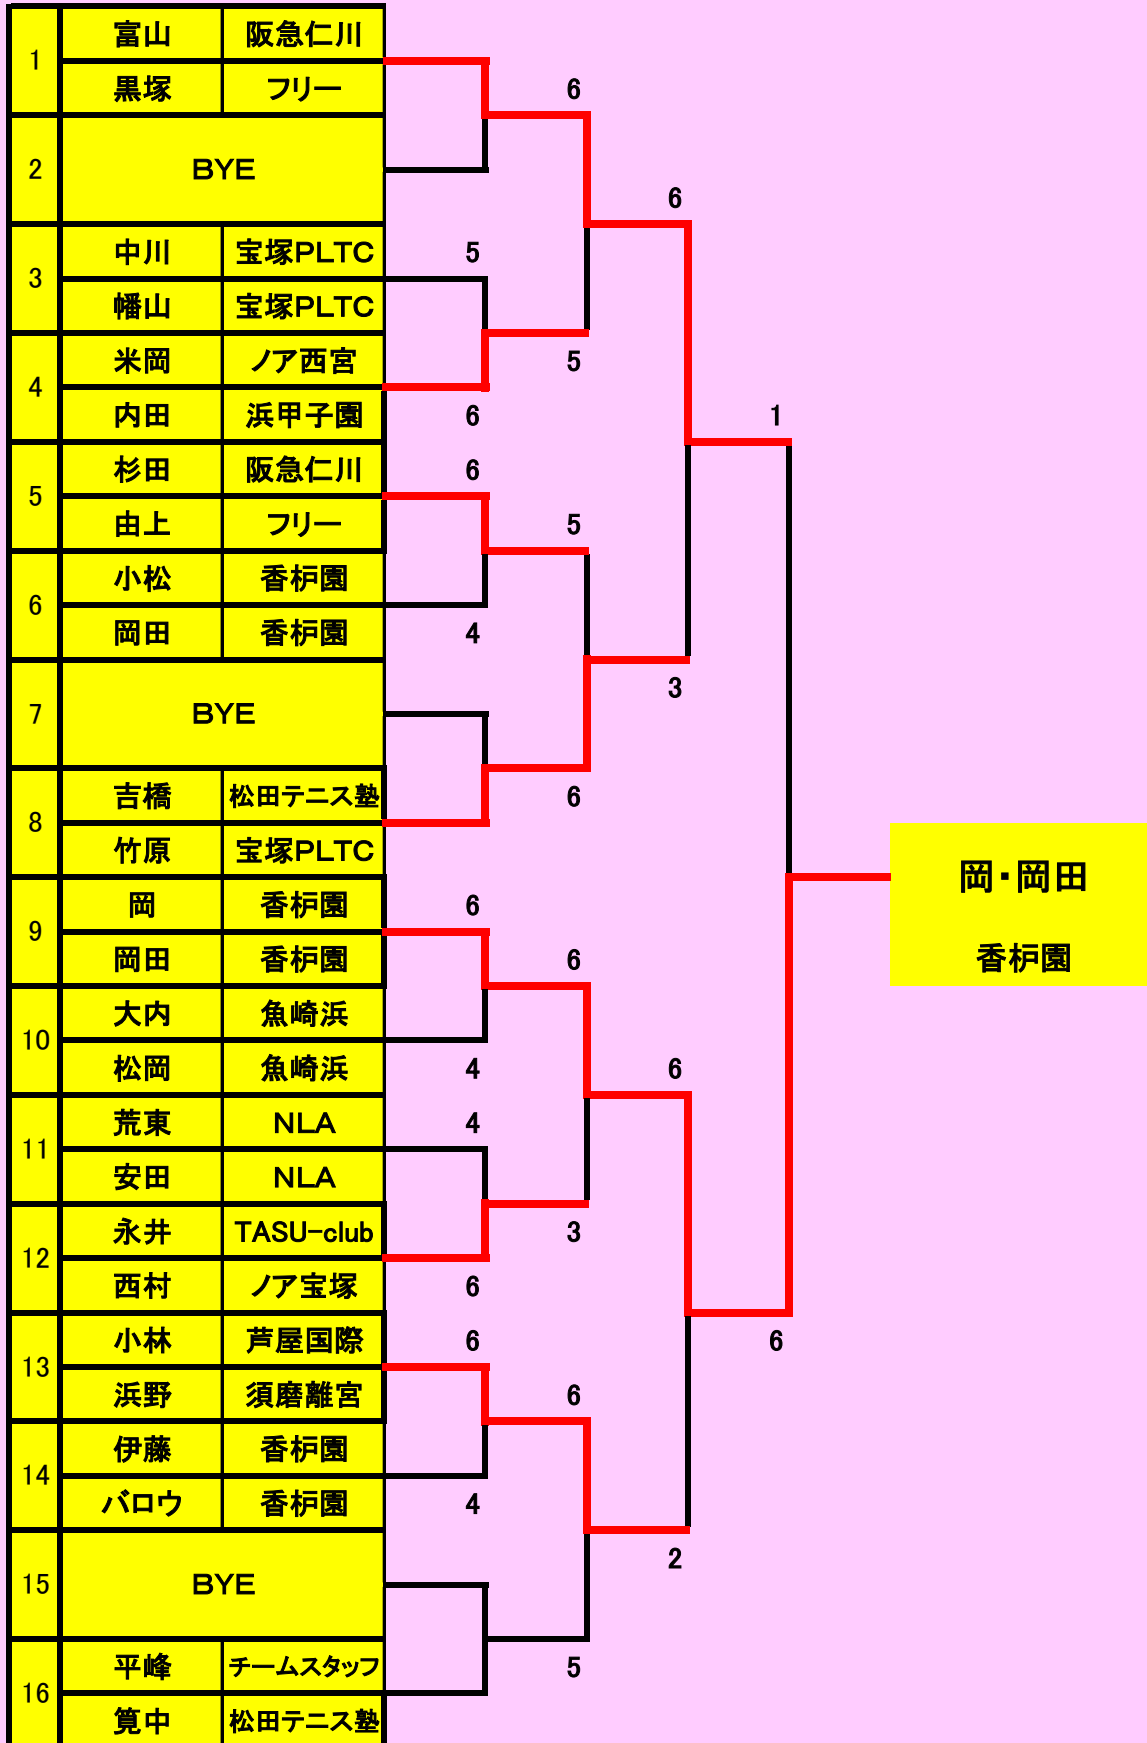 1 富山 阪急仁川
黒塚 フリー
6
2 BYE
6
3 中川 宝塚PLTC 5
幡山 宝塚PLTC
4 米岡 ノア西宮 5
内田 浜甲子園 6 1
5 杉田 阪急仁川 6
由上 フリー 5
6 小松 香枦園
岡田 香枦園 4
3
7 BYE
8 吉橋 松田テニス塾 6
竹原 宝塚PLTC
岡・岡田
9 岡 香枦園 6
岡田 香枦園 6
香枦園
10 大内 魚崎浜
松岡 魚崎浜 4 6
11 荒東 NLA 4
安田 NLA
12 永井 TASU-club 3
西村 ノア宝塚 6
13 小林 芦屋国際 6 6
浜野 須磨離宮 6
14 伊藤 香枦園
バロウ 香枦園 4
2
15 BYE
16 平峰 チームスタッフ 5
筧中 松田テニス塾